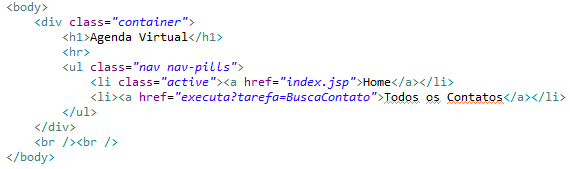 <body>
<div class="container">
<h1>Agenda Virtual</h1>
<hr>
<ul class="nav nav-pills">
<li class="active"><a href="index.jsp">Home</a></li>
<li><a href="executa?tarefa=BuscaContato">Todos os Contatos</a></li>
</ul>
</div>
<br /><br />
</body>